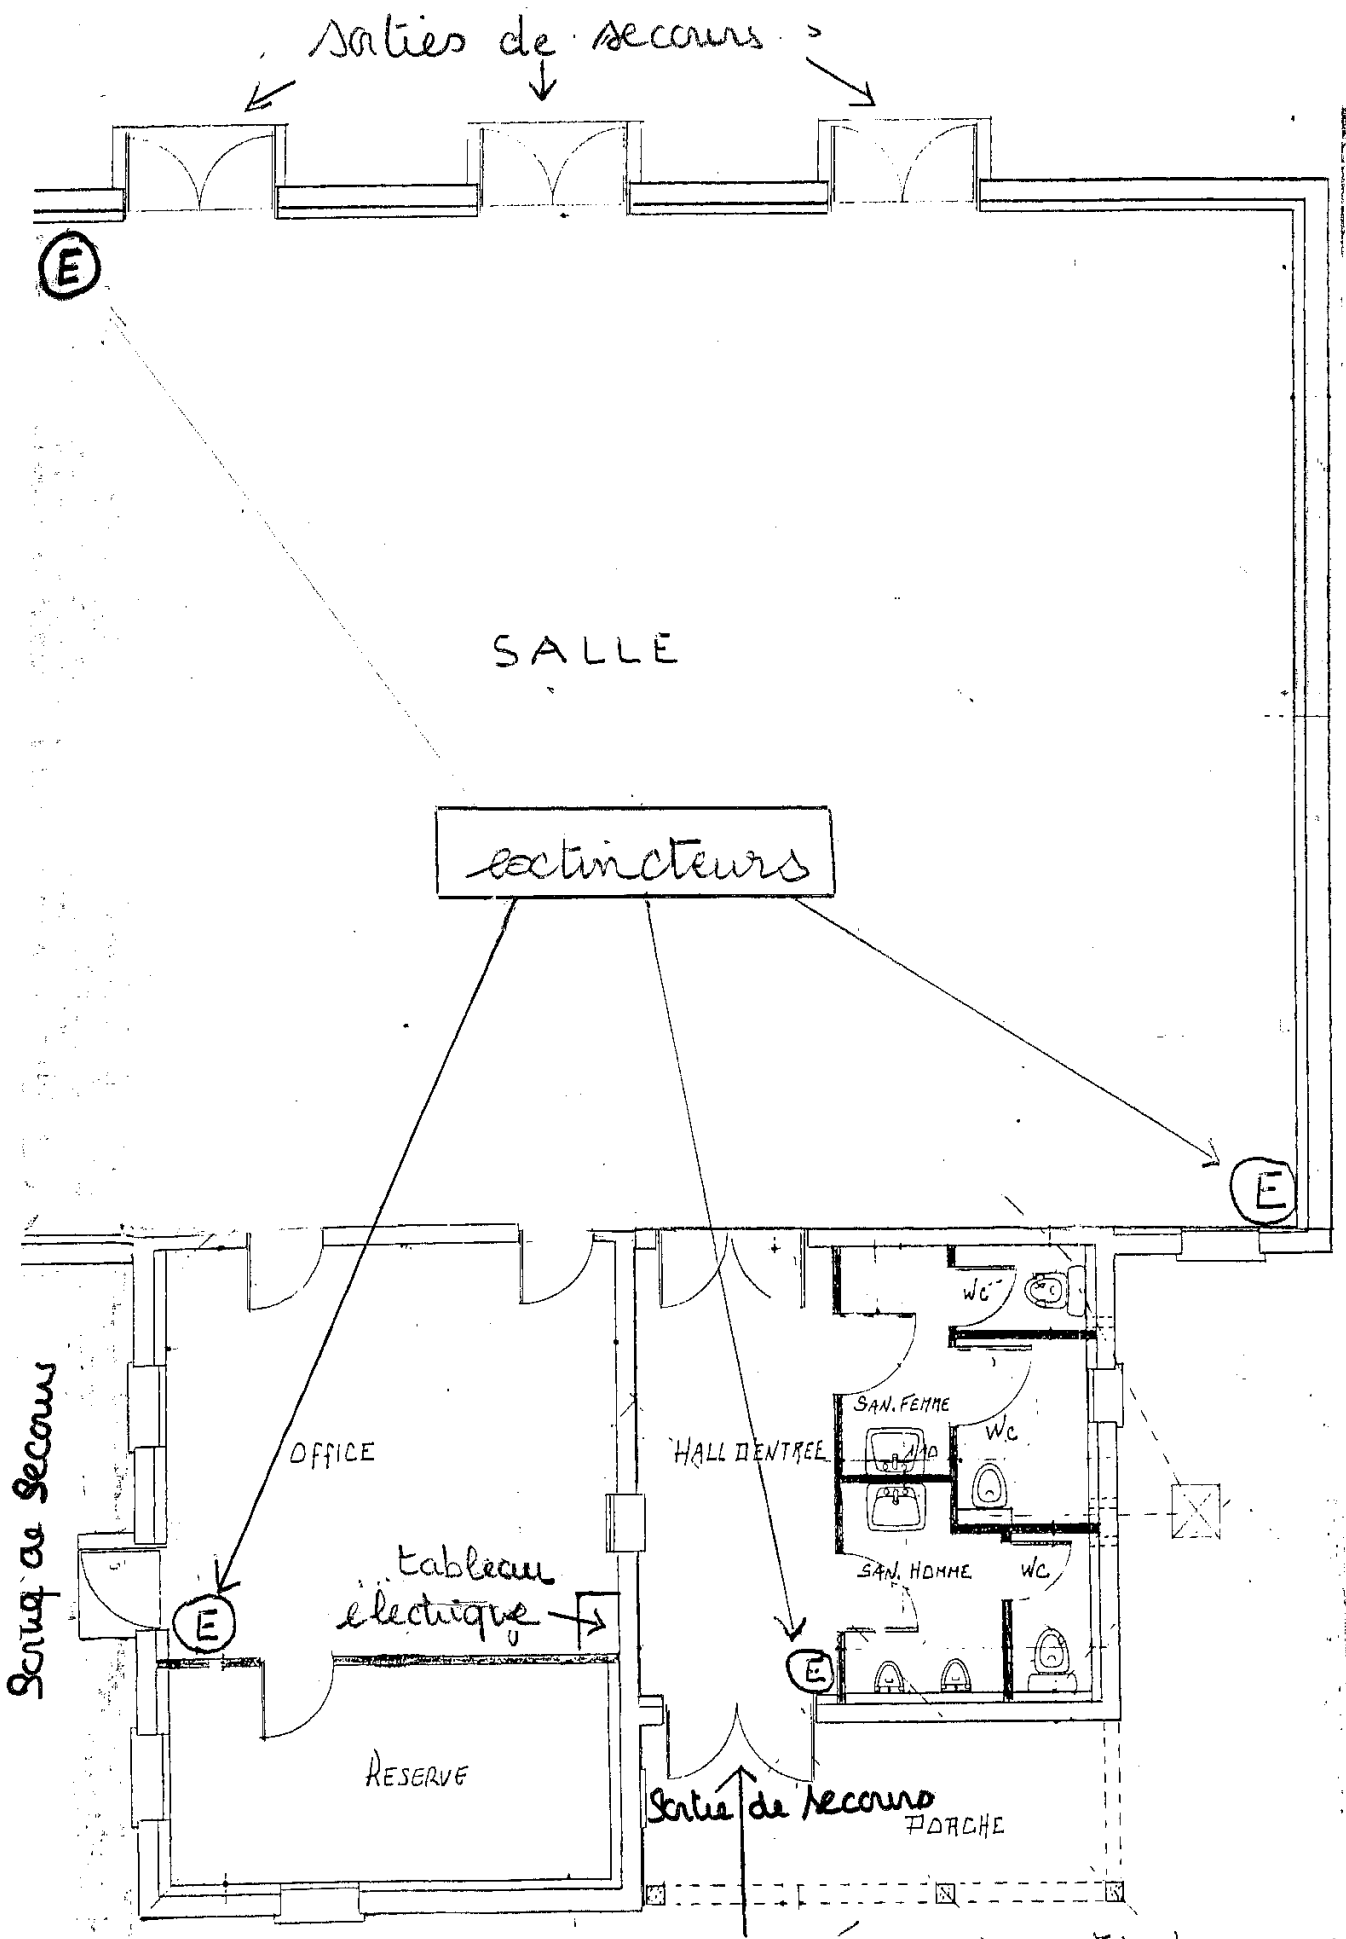 Sorties de secours
E
SALLE
extincteurs
E
WC
SAN. FEMME
WC
OFFICE
HALL D'ENTREE
Sortie de Secours
tableau
électrique
SAN. HOMME
WC
E
E
RESERVE
Sortie de secours
PORCHE